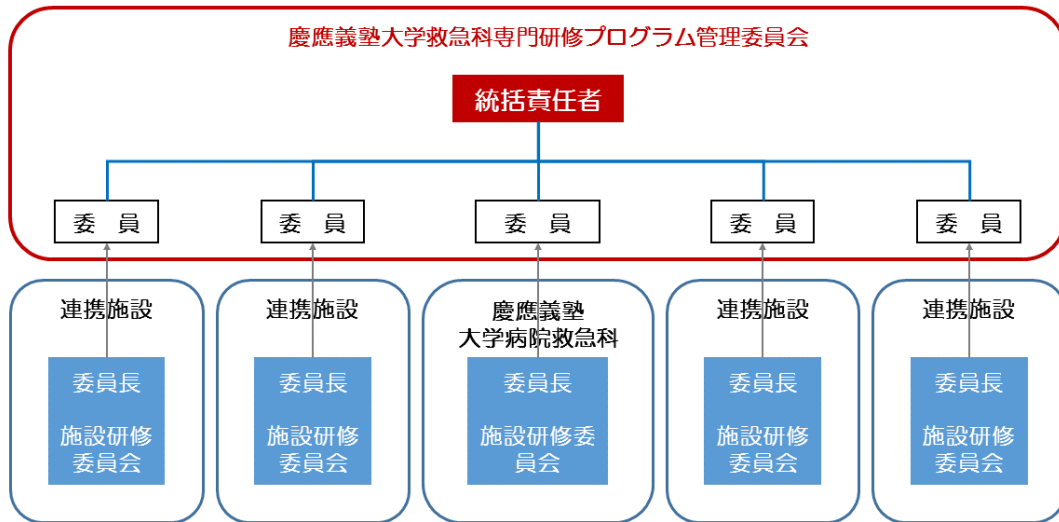 慶應義塾大学救急科専門研修プログラム管理委員会
統括責任者
委　員
委　員
委　員
委　員
委　員
連携施設
委員長
施設研修
委員会
連携施設
委員長
施設研修
委員会
慶應義塾
大学病院救急科
委員長
施設研修委
員会
連携施設
委員長
施設研修
委員会
連携施設
委員長
施設研修
委員会